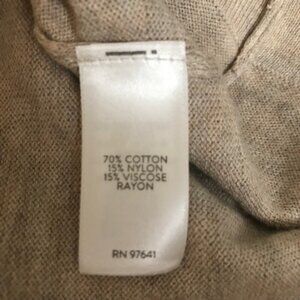 70% COTTON
15% NYLON
15% VISCOSE
RAYON
RN 97641